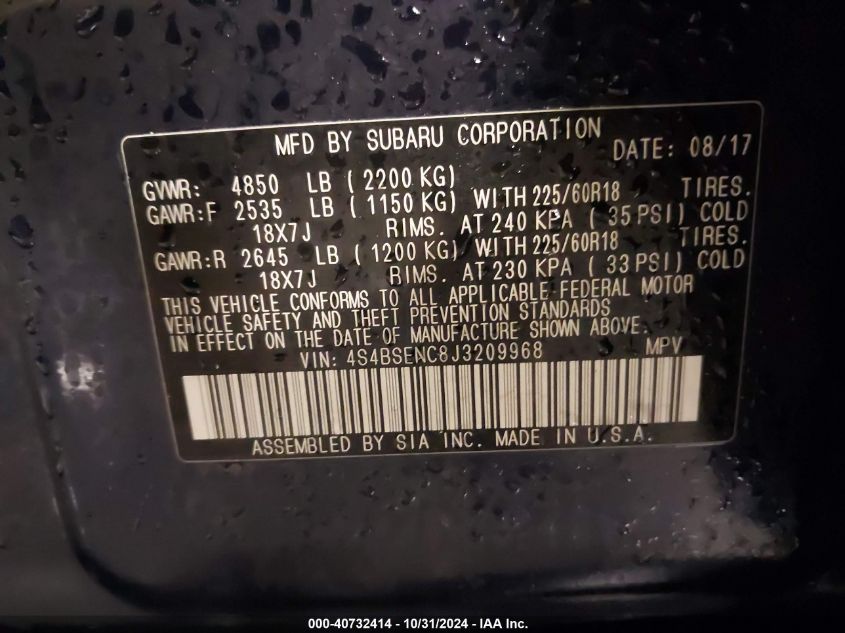 MFD BY SUBARU CORPORATION DATE: 08/17
GVWR: 4850 LB ( 2200 KG)
GAWR:F 2535 LB ( 1150 KG) WITH 225/60R18 TIRES.
18X7J RIMS. AT 240 KPA ( 35 PSI) COLD
GAWR:R 2645 LB ( 1200 KG) WITH 225/60R18 TIRES.
18X7J RIMS. AT 230 KPA ( 33 PSI) COLD
THIS VEHICLE CONFORMS TO ALL APPLICABLE FEDERAL MOTOR
VEHICLE SAFETY AND THEFT PREVENTION STANDARDS
IN EFFECT ON THE DATE OF MANUFACTURE SHOWN ABOVE.
VIN: 4S4BSENC8J3209968 MPV
ASSEMBLED BY SIA INC. MADE IN U.S.A.
000-40732414 - 10/31/2024 - IAA Inc.